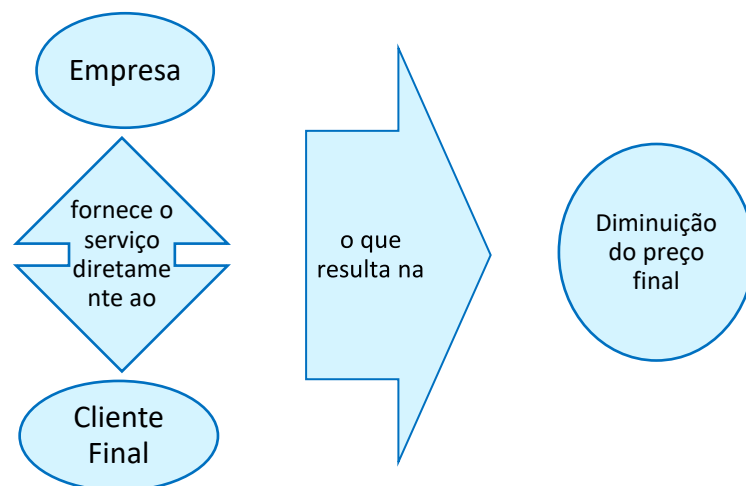 Empresa
fornece o
serviço
diretame
nte ao
Cliente
Final
o que
resulta na
Diminuição
do preço
final